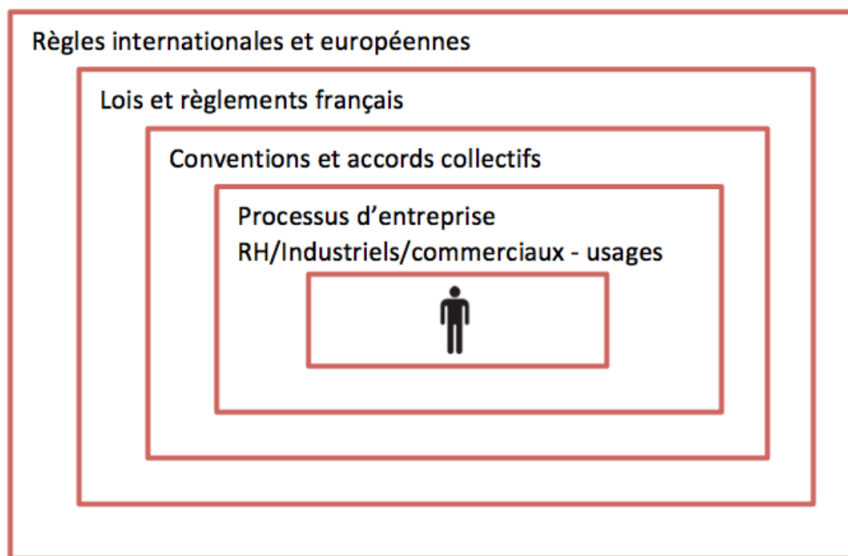 Règles internationales et européennes
Lois et règlements français
Conventions et accords collectifs
Processus d’entreprise
RH/Industriels/commerciaux - usages